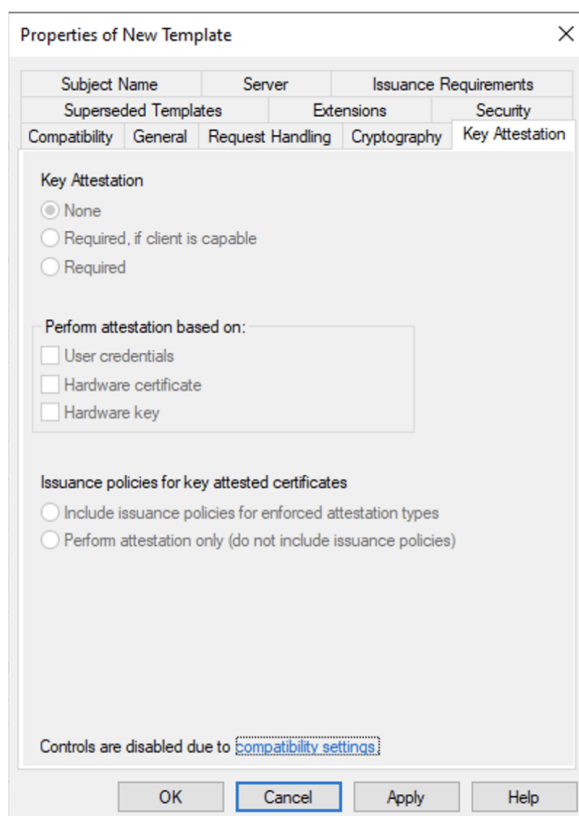 Properties of New Template
Subject Name Server Issuance Requirements
Superseded Templates Extensions Security
Compatibility General Request Handling Cryptography Key Attestation
Key Attestation
None
Required, if client is capable
Required
Perform attestation based on:
User credentials
Hardware certificate
Hardware key
Issuance policies for key attested certificates
Include issuance policies for enforced attestation types
Perform attestation only (do not include issuance policies)
Controls are disabled due to compatibility settings.
OK Cancel Apply Help